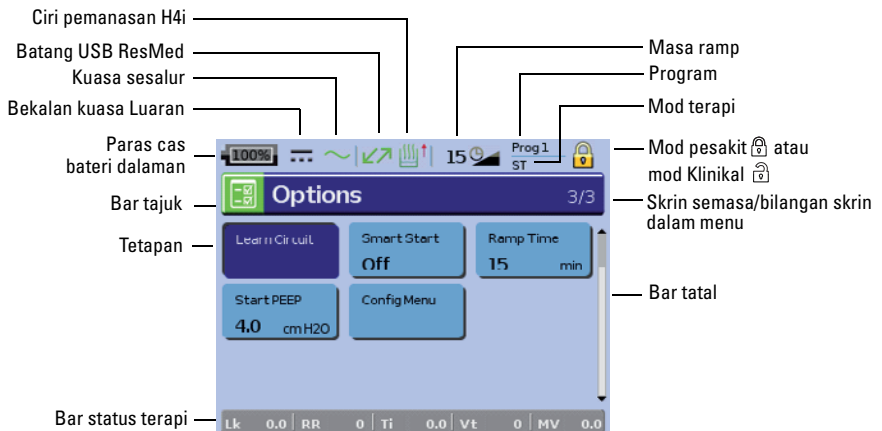 Ciri pemanasan H4i
Batang USB ResMed
Kuasa sesalur
Bekalan kuasa Luaran
Paras cas
bateri dalaman
Bar tajuk
Tetapan
Bar status terapi
Masa ramp
Program
Mod terapi
Mod pesakit atau
mod Klinikal
Skrin semasa/bilangan skrin
dalam menu
Bar tatal
100%
15
Prog 1
ST
Options 3/3
Learn Circuit
Smart Start
Off
Ramp Time
15 min
Start PEEP
4.0 cmH2O
Config Menu
Lk 0.0 RR 0 Ti 0.0 Vt 0 MV 0.0